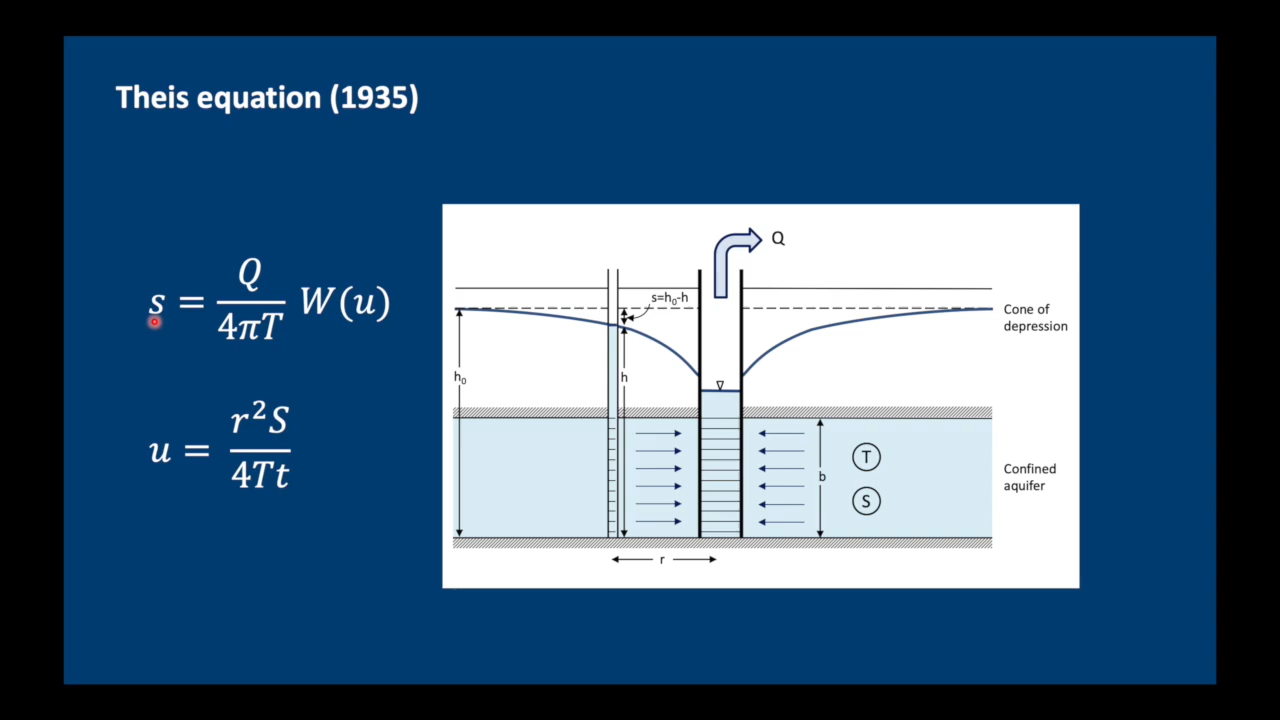 Theis equation (1935)
s = Q / 4πT W(u)
u = r²S / 4Tt
Q
s=h₀-h
Cone of
depression
h₀
h
b
T
S
Confined
aquifer
r